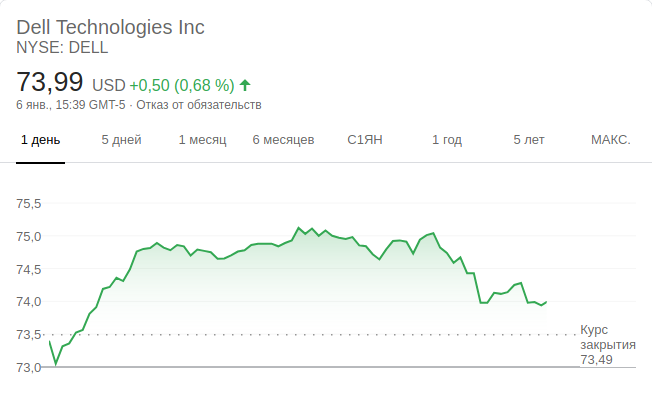 Dell Technologies Inc
NYSE: DELL
73,99 USD +0,50 (0,68 %)
6 янв., 15:39 GMT-5 · Отказ от обязательств
1 день 5 дней 1 месяц 6 месяцев С1ЯН 1 год 5 лет МАКС.
75,5
75,0
74,5
74,0
73,5
73,0
Курс
закрытия
73,49